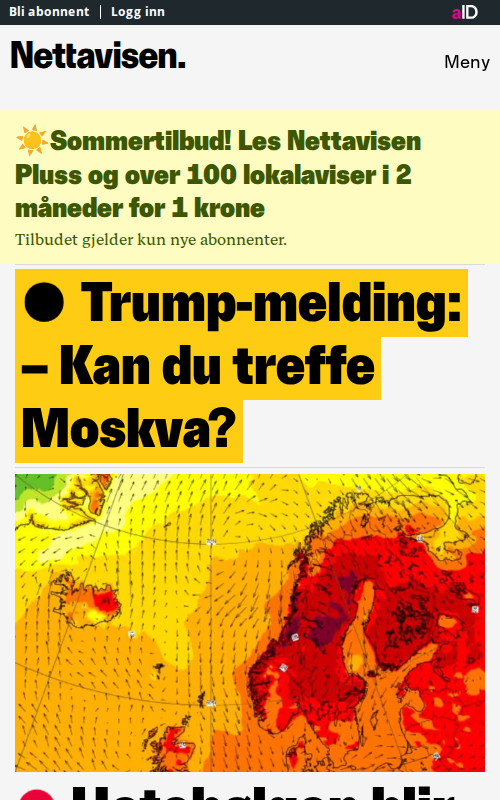 Bli abonnent
Logg inn
aID
Nettavisen.
Meny
Sommertilbud! Les Nettavisen
Pluss og over 100 lokalaviser i 2
måneder for 1 krone
Tilbudet gjelder kun nye abonnenter.
Trump-melding:
– Kan du treffe
Moskva?